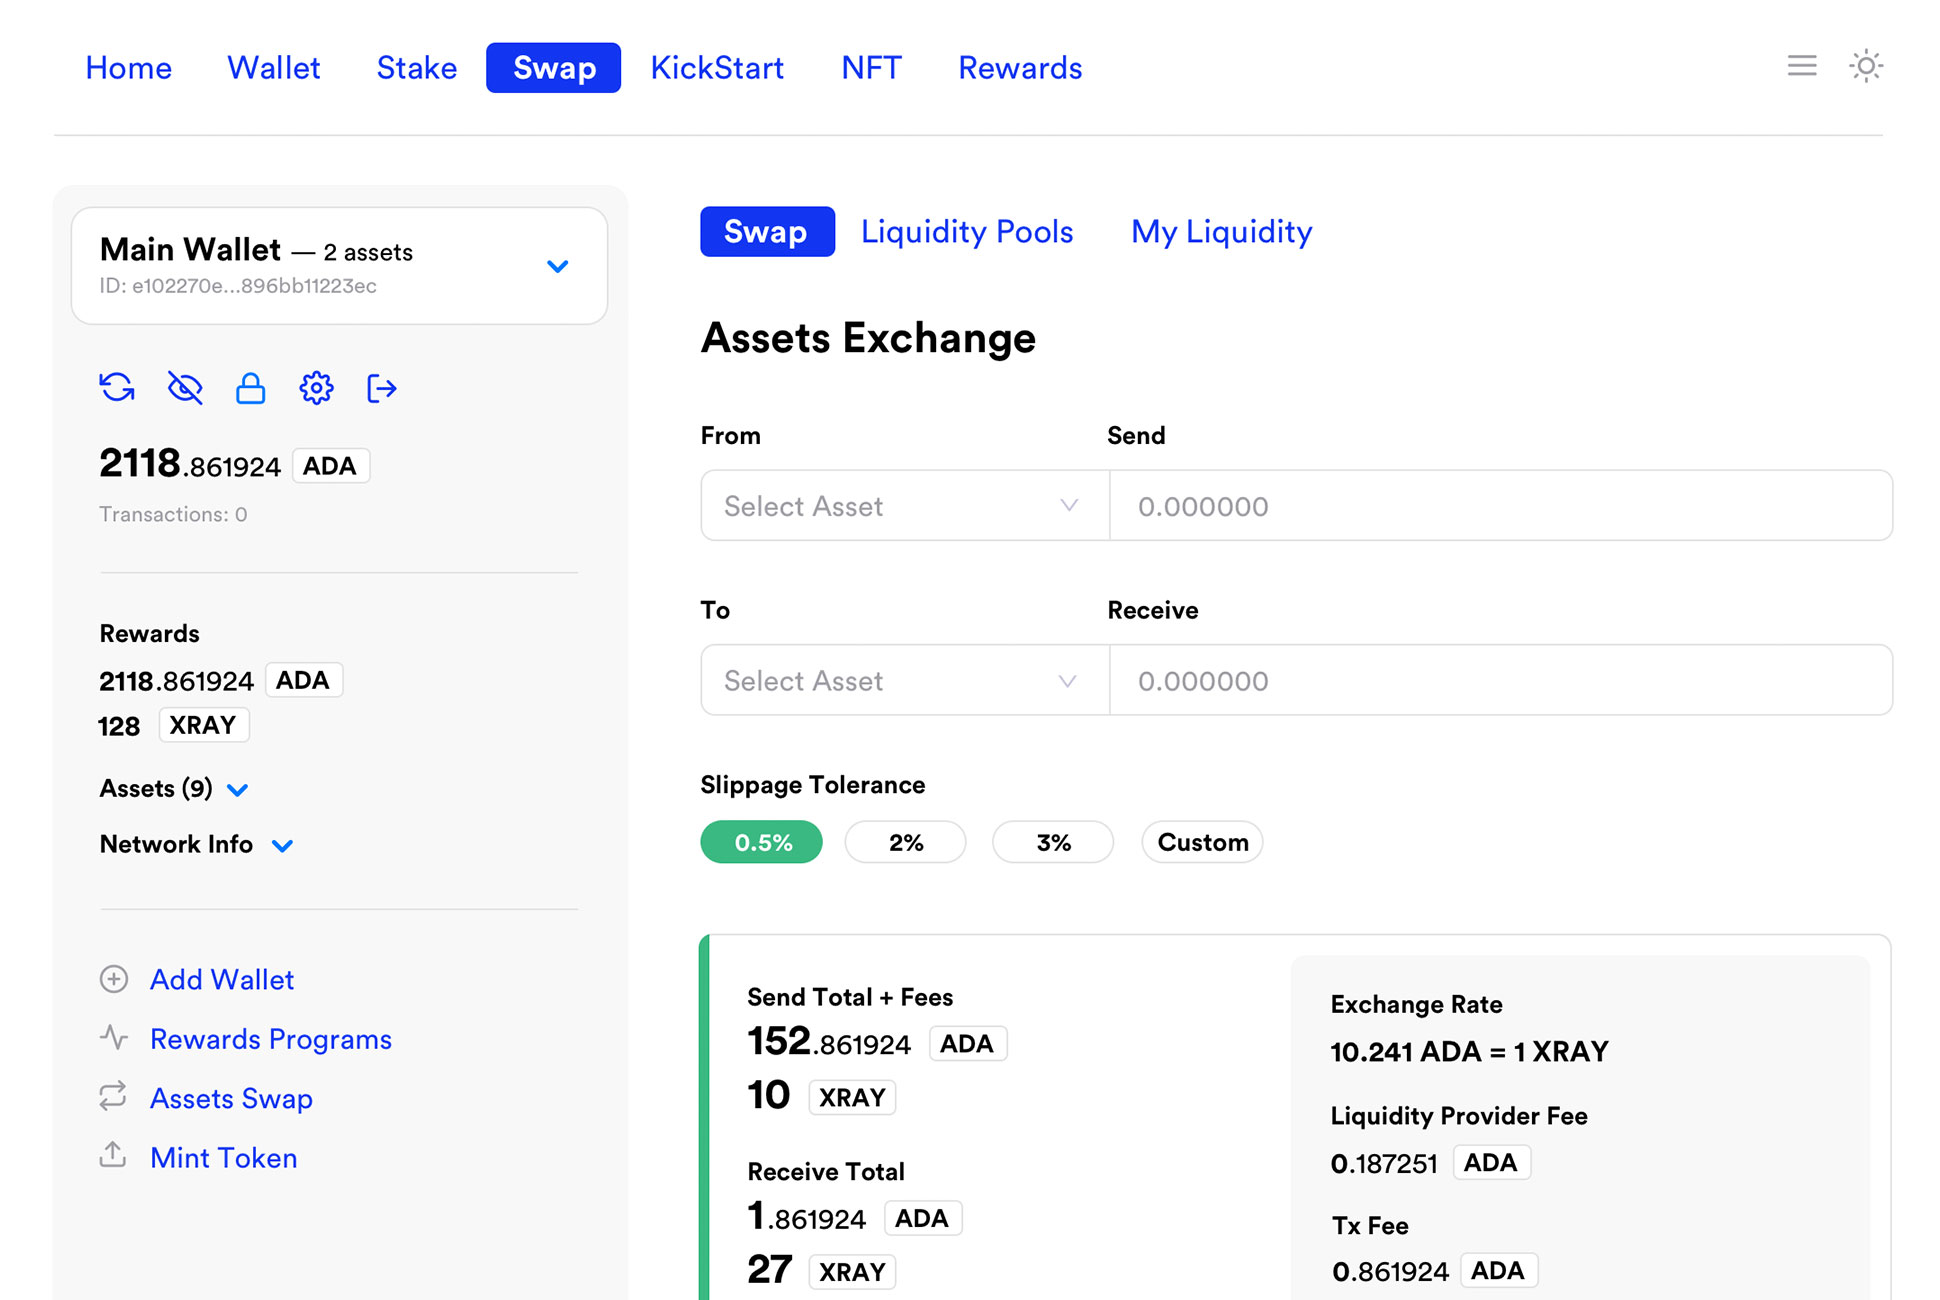 Home Wallet Stake Swap KickStart NFT Rewards
Main Wallet — 2 assets
ID: e102270e...896bb11223ec
2118.861924 ADA
Transactions: 0
Rewards
2118.861924 ADA
128 XRAY
Assets (9)
Network Info
Add Wallet
Rewards Programs
Assets Swap
Mint Token
Swap Liquidity Pools My Liquidity
Assets Exchange
From Send
Select Asset 0.000000
To Receive
Select Asset 0.000000
Slippage Tolerance
0.5% 2% 3% Custom
Send Total + Fees
152.861924 ADA
10 XRAY
Receive Total
1.861924 ADA
27 XRAY
Exchange Rate
10.241 ADA = 1 XRAY
Liquidity Provider Fee
0.187251 ADA
Tx Fee
0.861924 ADA